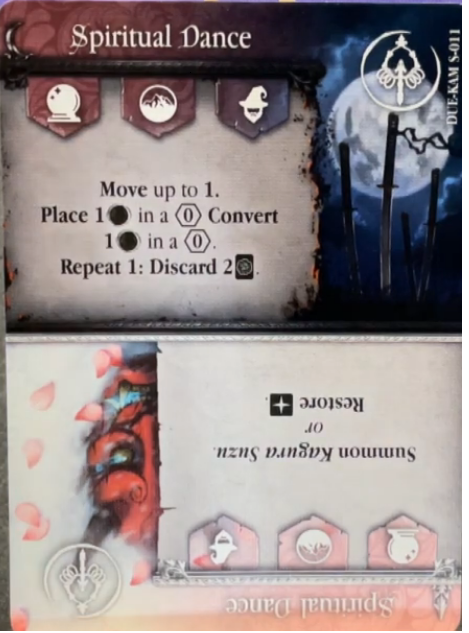 Spiritual Dance
DUE-KAM S-011
Move up to 1.
Place 1 in a 0 Convert
1 in a 0.
Repeat 1: Discard 2.
Spiritual Dance
Summon Kagura Suzu.
or
Restore.